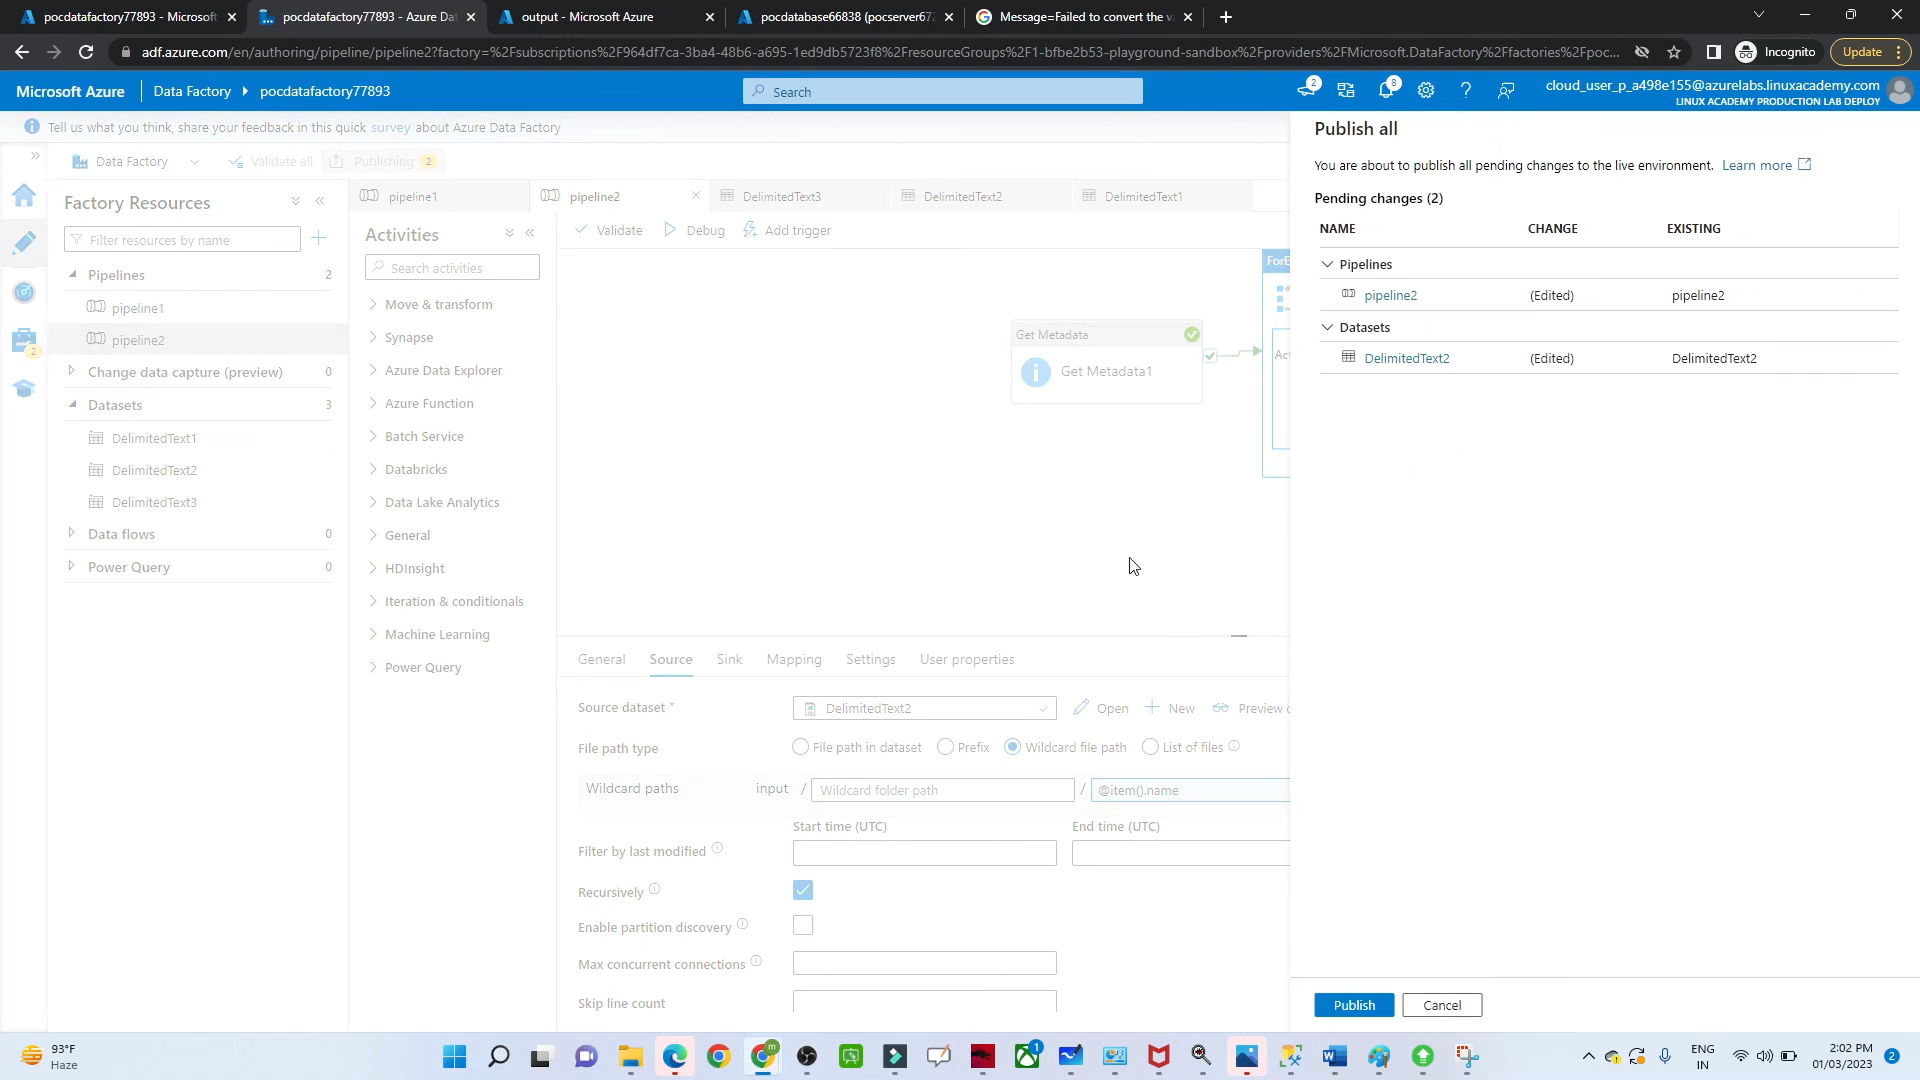 pocdatafactory77893 - Microsoft
pocdatafactory77893 - Azure Dat
output - Microsoft Azure
pocdatabase66838 (pocserver672
Message=Failed to convert the v
adf.azure.com/en/authoring/pipeline/pipeline2?factory=%2Fsubscriptions%2F964df7ca-3ba4-48b6-a695-1ed9db5723f8%2FresourceGroups%2F1-bfbe2b53-playground-sandbox%2Fproviders%2FMicrosoft.DataFactory%2Ffactories%2Fpoc...
Incognito
Update
Microsoft Azure
Data Factory
pocdatafactory77893
Search
2
8
cloud_user_p_a498e155@azurelabs.linuxacademy.com
LINUX ACADEMY PRODUCTION LAB DEPLOY
Tell us what you think, share your feedback in this quick survey about Azure Data Factory
Data Factory
Validate all
Publishing 2
Factory Resources
Filter resources by name
Pipelines 2
pipeline1
pipeline2
Change data capture (preview) 0
Datasets 3
DelimitedText1
DelimitedText2
DelimitedText3
Data flows 0
Power Query 0
2
pipeline1
pipeline2
DelimitedText3
DelimitedText2
DelimitedText1
Activities
Search activities
Move & transform
Synapse
Azure Data Explorer
Azure Function
Batch Service
Databricks
Data Lake Analytics
General
HDInsight
Iteration & conditionals
Machine Learning
Power Query
Validate
Debug
Add trigger
Get Metadata
Get Metadata1
ForE
Act
General
Source
Sink
Mapping
Settings
User properties
Source dataset *
DelimitedText2
Open
New
Preview
File path type
File path in dataset
Prefix
Wildcard file path
List of files
Wildcard paths
input / Wildcard folder path / @item().name
Start time (UTC)
End time (UTC)
Filter by last modified
Recursively
Enable partition discovery
Max concurrent connections
Skip line count
Publish all
You are about to publish all pending changes to the live environment. Learn more
Pending changes (2)
NAME CHANGE EXISTING
Pipelines
pipeline2 (Edited) pipeline2
Datasets
DelimitedText2 (Edited) DelimitedText2
Publish
Cancel
93°F
Haze
1
ENG
IN
2:02 PM
01/03/2023
2